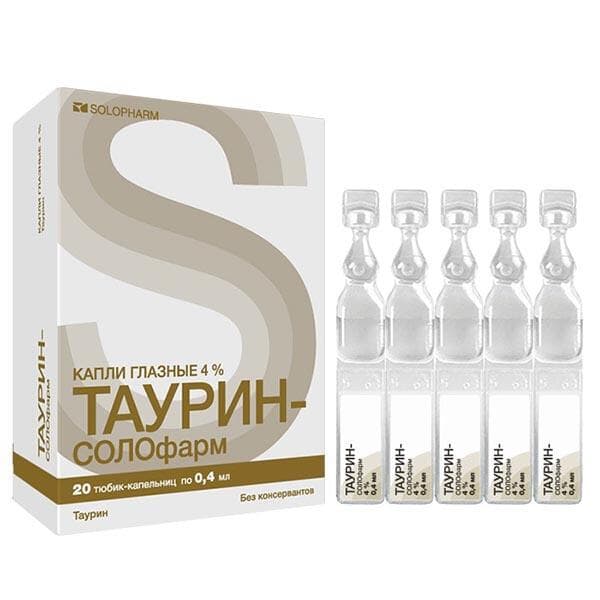 SOLOPHARM
КАПЛИ ГЛАЗНЫЕ 4 %
ТАУРИН-
СОЛОфарм
20 тюбик-капельниц по 0,4 мл
Без консервантов
Таурин
КАПЛИ ГЛАЗНЫЕ 4 %
Таурин
ТАУРИН-
СОЛОфарм
ТАУРИН-
СОЛОфарм
4 %
0,4 мл
ТАУРИН-
СОЛОфарм
4 %
0,4 мл
ТАУРИН-
СОЛОфарм
4 %
0,4 мл
ТАУРИН-
СОЛОфарм
4 %
0,4 мл
ТАУРИН-
СОЛОфарм
4 %
0,4 мл